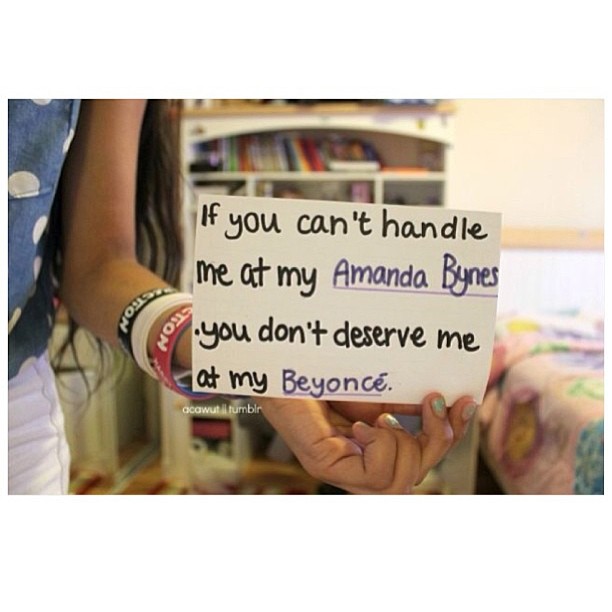 If you can't handle
me at my Amanda Bynes
.you don't deserve me
at my Beyoncé.
acawut || tumblr